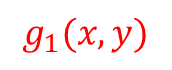 g₁(x, y)